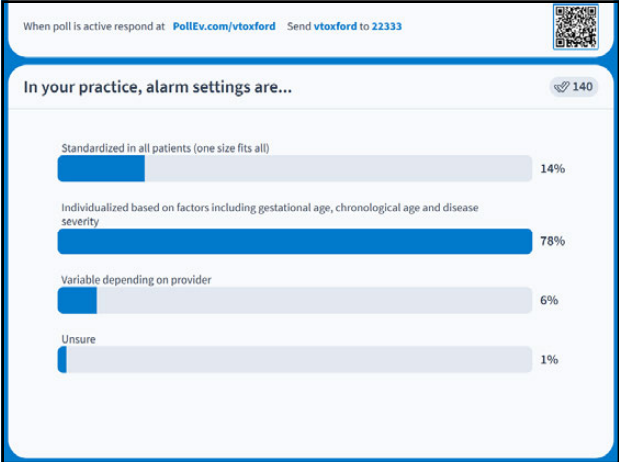 When poll is active respond at PollEv.com/vtoxford Send vtoxford to 22333
In your practice, alarm settings are...
140
Standardized in all patients (one size fits all)
14%
Individualized based on factors including gestational age, chronological age and disease
severity
78%
Variable depending on provider
6%
Unsure
1%